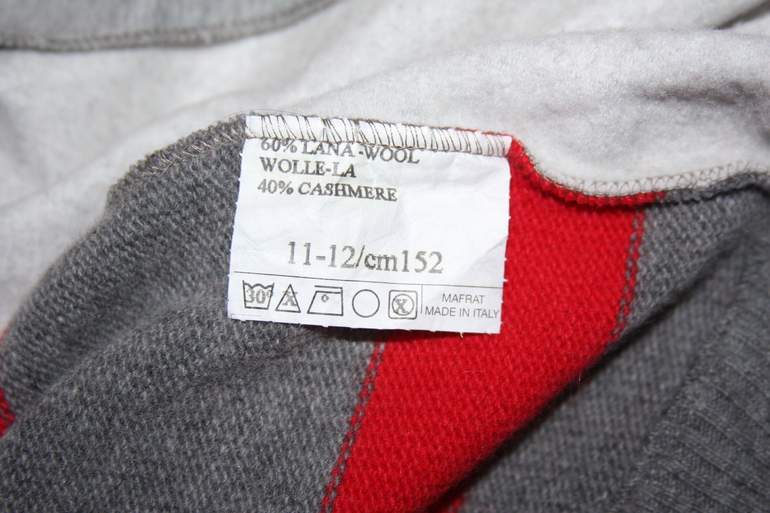 60% LANA-WOOL
WOLLE-LA
40% CASHMERE
11-12/cm152
30°
MAFRAT
MADE IN ITALY